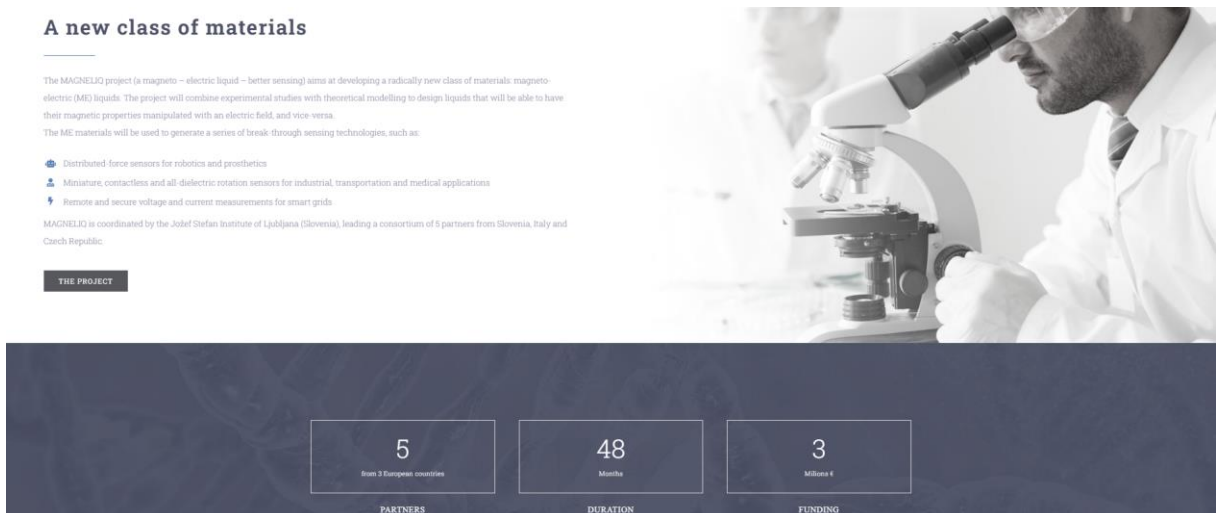 A new class of materials
The MAGNELIQ project (a magneto – electric liquid – better sensing) aims at developing a radically new class of materials: magneto-
electric (ME) liquids. The project will combine experimental studies with theoretical modelling to design liquids that will be able to have
their magnetic properties manipulated with an electric field, and vice-versa.
The ME materials will be used to generate a series of break-through sensing technologies, such as:
Distributed-force sensors for robotics and prosthetics
Miniature, contactless and all-dielectric rotation sensors for industrial, transportation and medical applications
Remote and secure voltage and current measurements for smart grids
MAGNELIQ is coordinated by the Jožef Stefan Institute of Ljubljana (Slovenia), leading a consortium of 5 partners from Slovenia, Italy and
Czech Republic.
THE PROJECT
5
from 3 European countries
PARTNERS
48
Months
DURATION
3
Milions €
FUNDING